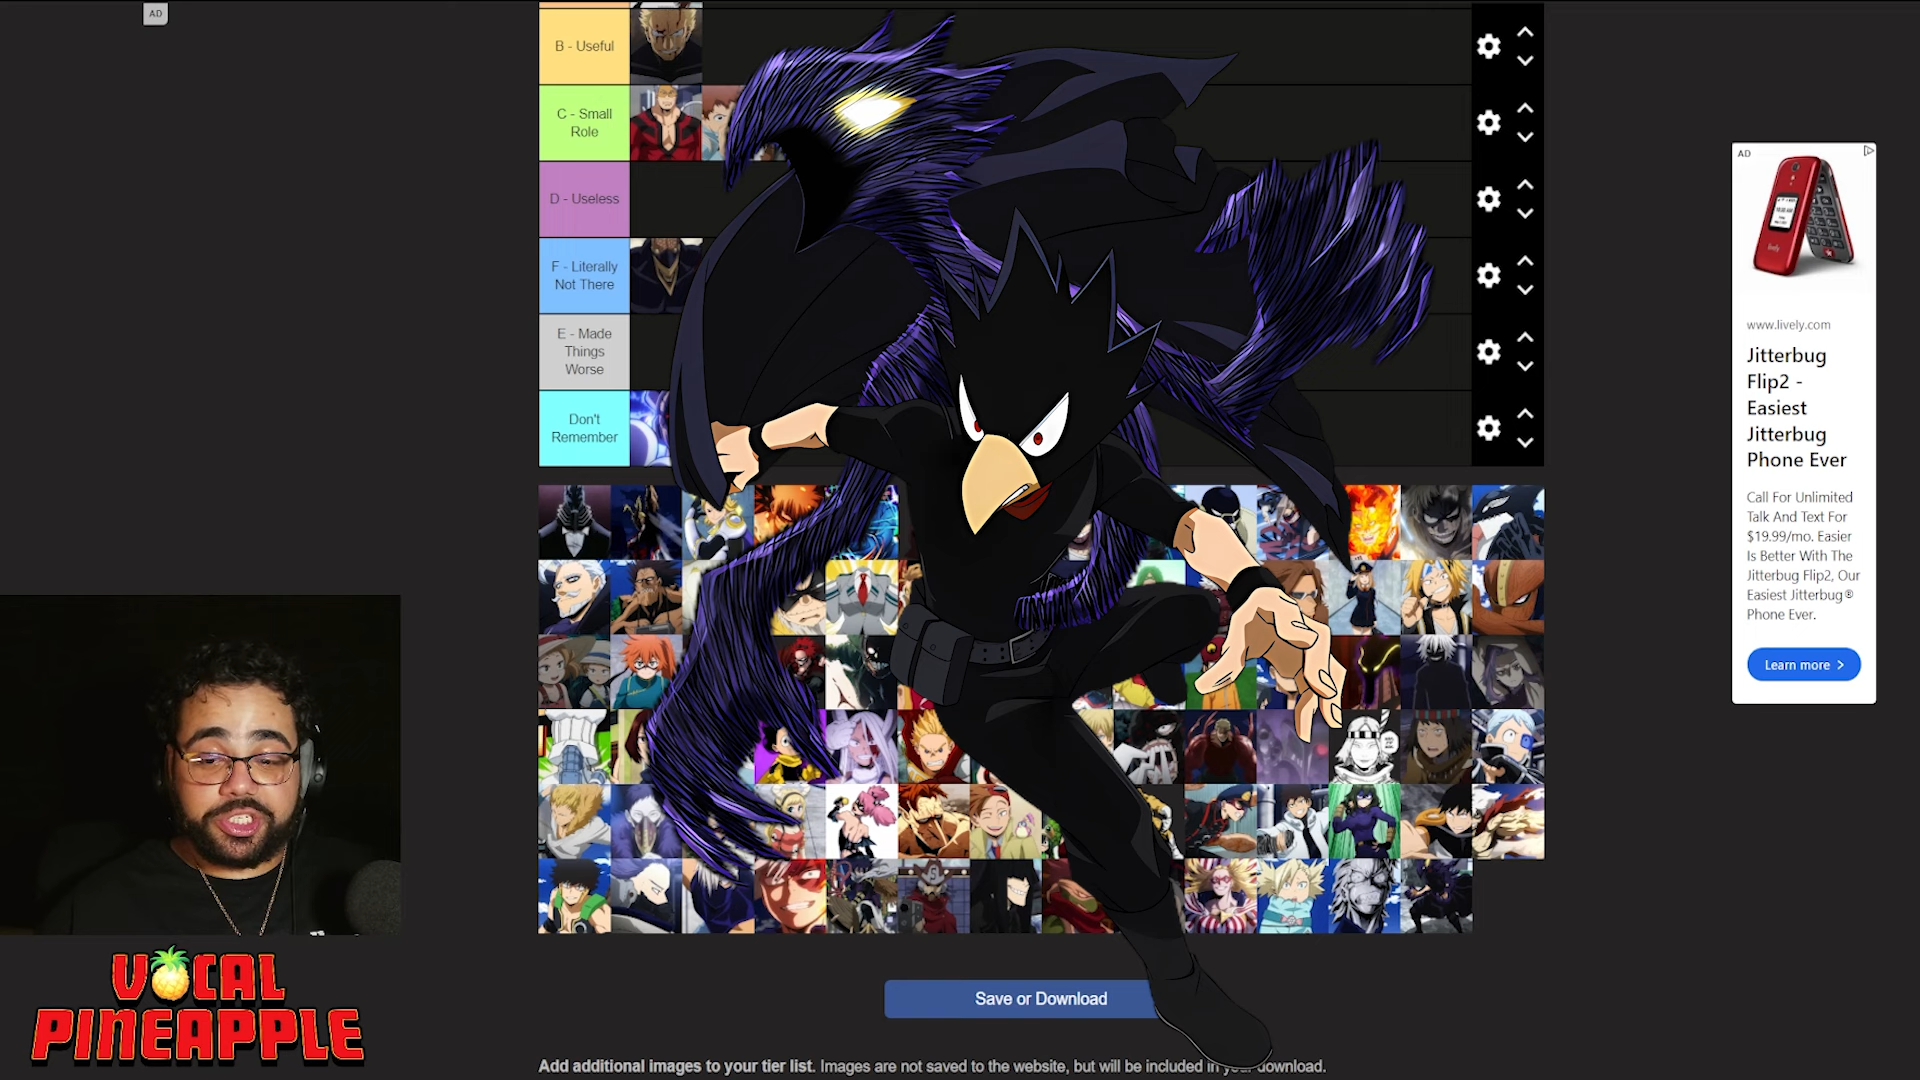 AD
B - Useful
C - Small
Role
D - Useless
F - Literally
Not There
E - Made
Things
Worse
Don't
Remember
AD
www.lively.com
Jitterbug
Flip2 -
Easiest
Jitterbug
Phone Ever
Call For Unlimited
Talk And Text For
$19.99/mo. Easier
Is Better With The
Jitterbug Flip2, Our
Easiest Jitterbug®
Phone Ever.
Learn more >
VOCAL
PINEAPPLE
Save or Download
Add additional images to your tier list. Images are not saved to the website, but will be included in your download.